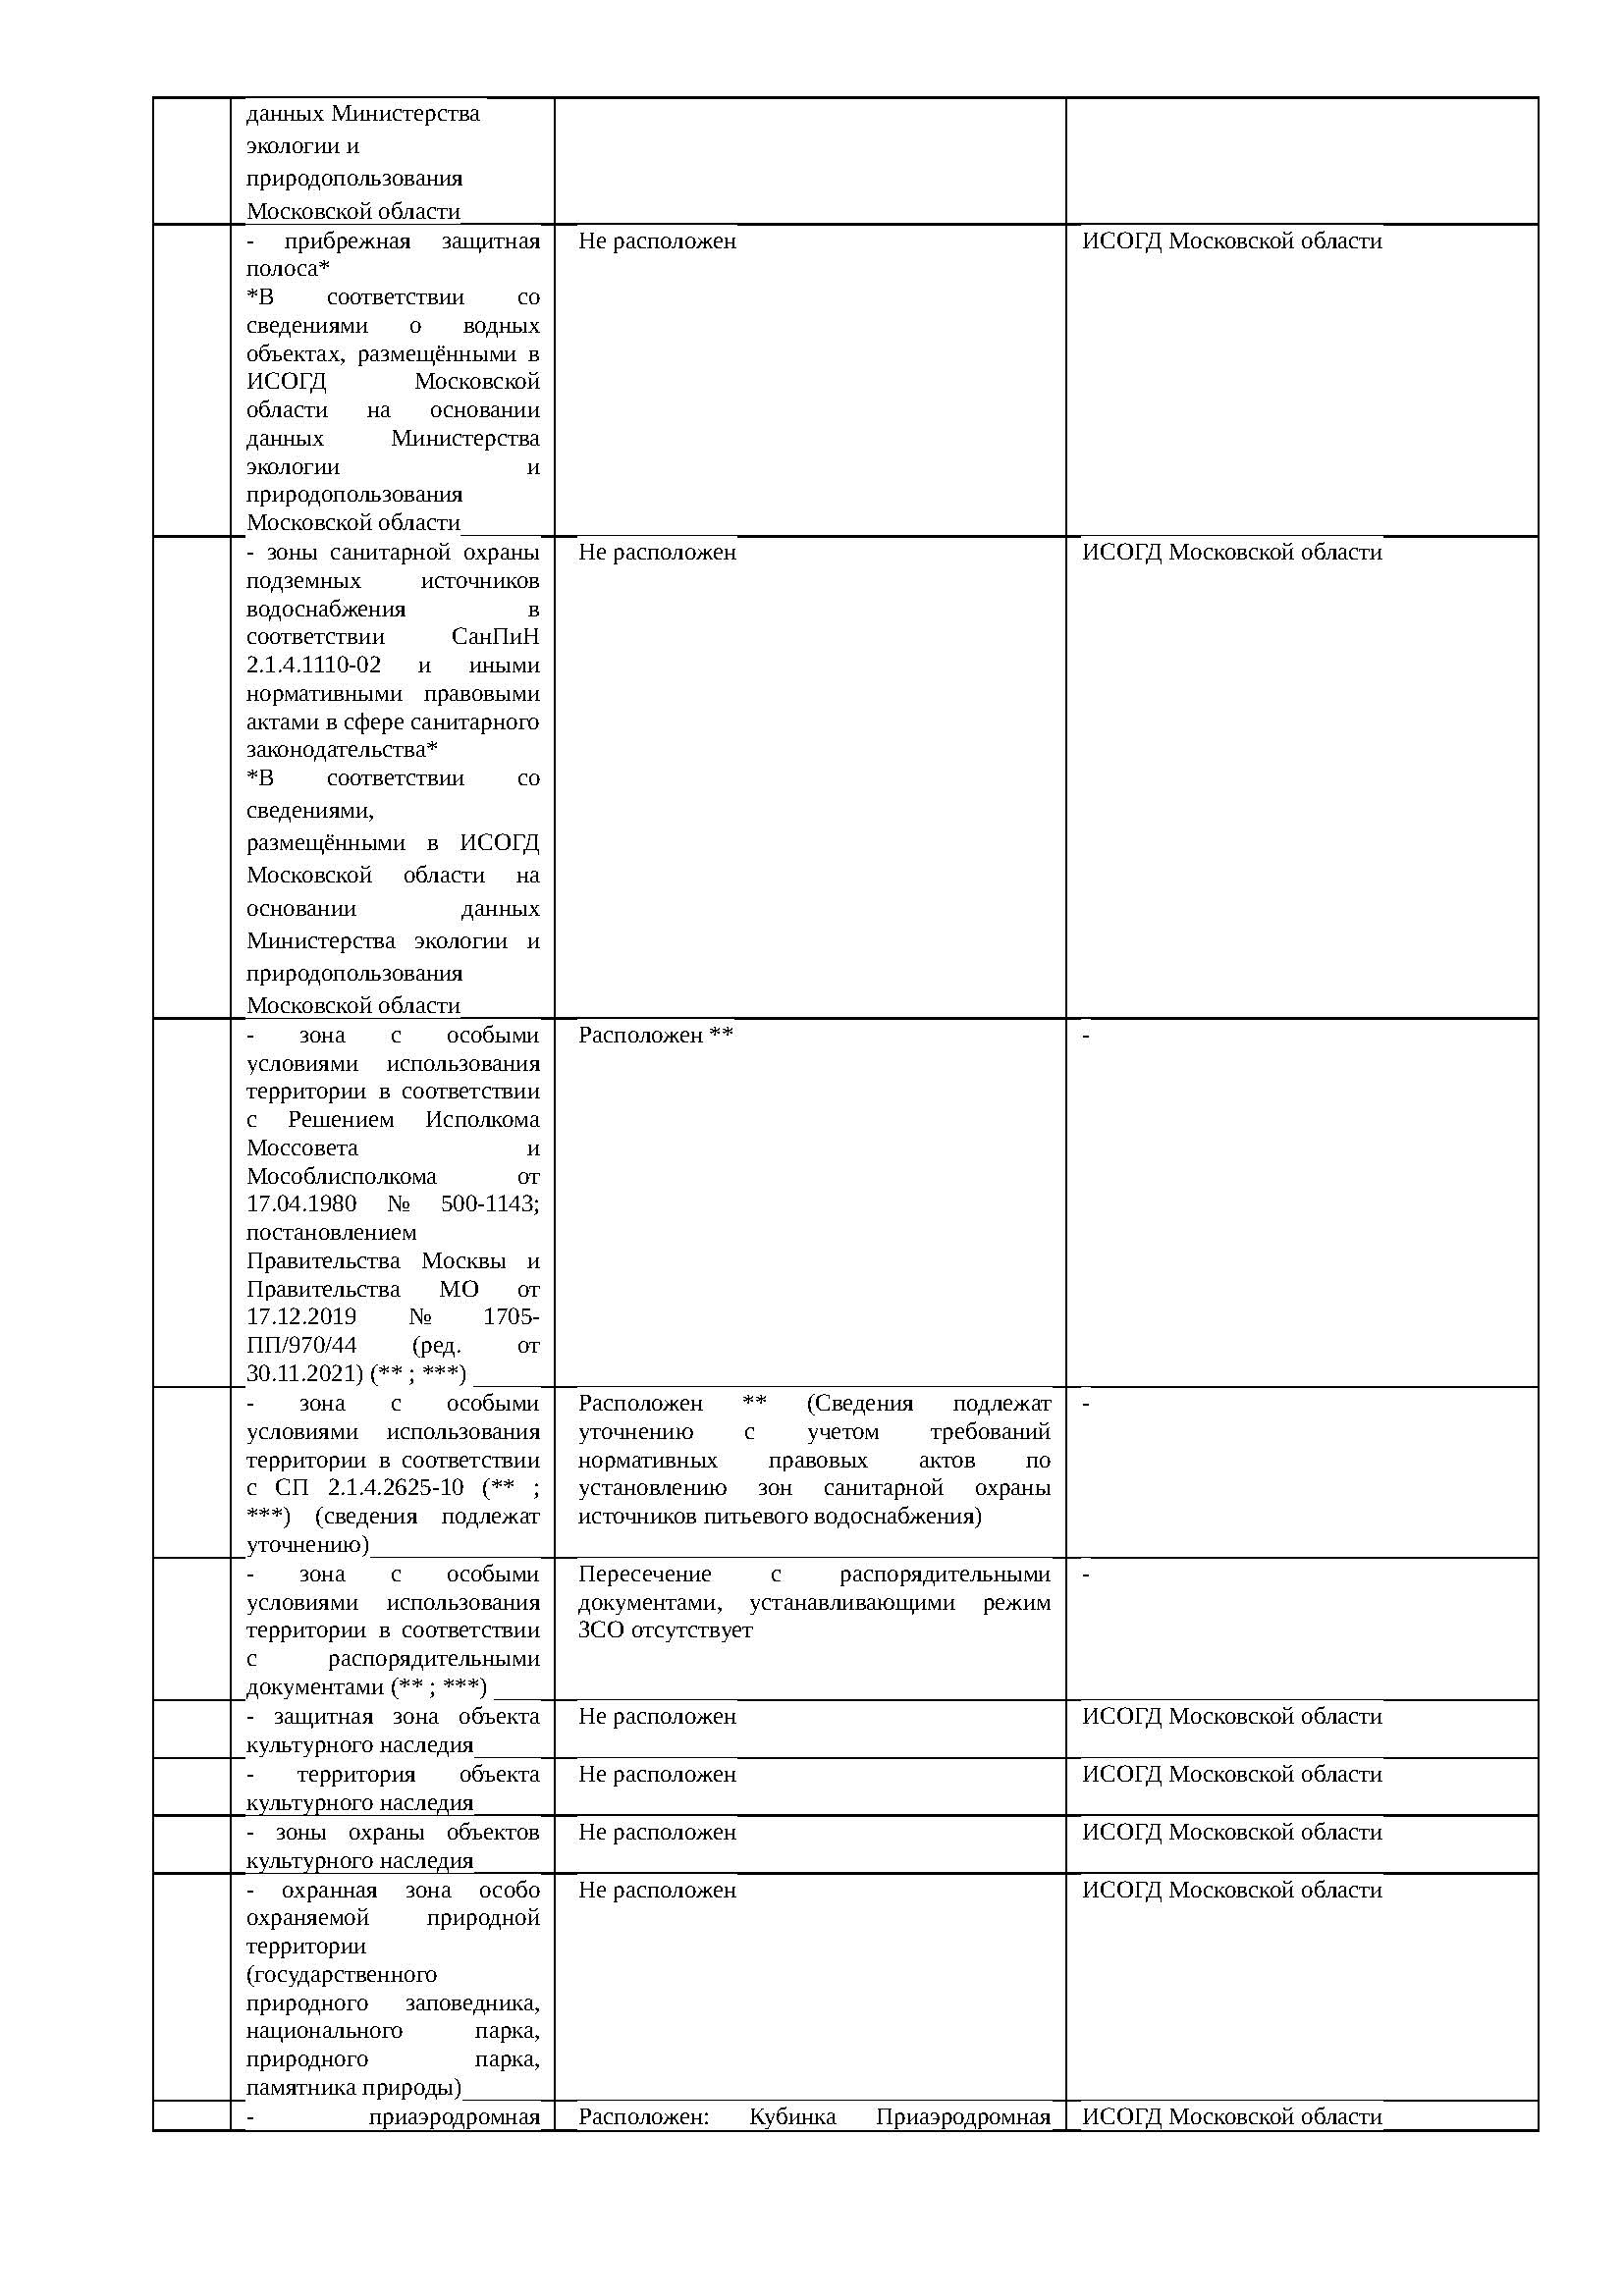 данных Министерства
экологии и
природопользования
Московской области
- прибрежная защитная
полоса*
*В соответствии со
сведениями о водных
объектах, размещёнными в
ИСОГД Московской
области на основании
данных Министерства
экологии и
природопользования
Московской области
Не расположен
ИСОГД Московской области
- зоны санитарной охраны
подземных источников
водоснабжения в
соответствии СанПиН
2.1.4.1110-02 и иными
нормативными правовыми
актами в сфере санитарного
законодательства*
*В соответствии со
сведениями,
размещёнными в ИСОГД
Московской области на
основании данных
Министерства экологии и
природопользования
Московской области
Не расположен
ИСОГД Московской области
- зона с особыми
условиями использования
территории в соответствии
с Решением Исполкома
Моссовета и
Мособлисполкома от
17.04.1980 № 500-1143;
постановлением
Правительства Москвы и
Правительства МО от
17.12.2019 № 1705-
ПП/970/44 (ред. от
30.11.2021) (** ; ***)
Расположен **
-
- зона с особыми
условиями использования
территории в соответствии
с СП 2.1.4.2625-10 (** ;
***) (сведения подлежат
уточнению)
Расположен ** (Сведения подлежат
уточнению с учетом требований
нормативных правовых актов по
установлению зон санитарной охраны
источников питьевого водоснабжения)
-
- зона с особыми
условиями использования
территории в соответствии
с распорядительными
документами (** ; ***)
Пересечение с распорядительными
документами, устанавливающими режим
ЗСО отсутствует
-
- защитная зона объекта
культурного наследия
Не расположен
ИСОГД Московской области
- территория объекта
культурного наследия
Не расположен
ИСОГД Московской области
- зоны охраны объектов
культурного наследия
Не расположен
ИСОГД Московской области
- охранная зона особо
охраняемой природной
территории
(государственного
природного заповедника,
национального парка,
природного парка,
памятника природы)
Не расположен
ИСОГД Московской области
- приаэродромная
Расположен: Кубинка Приаэродромная
ИСОГД Московской области